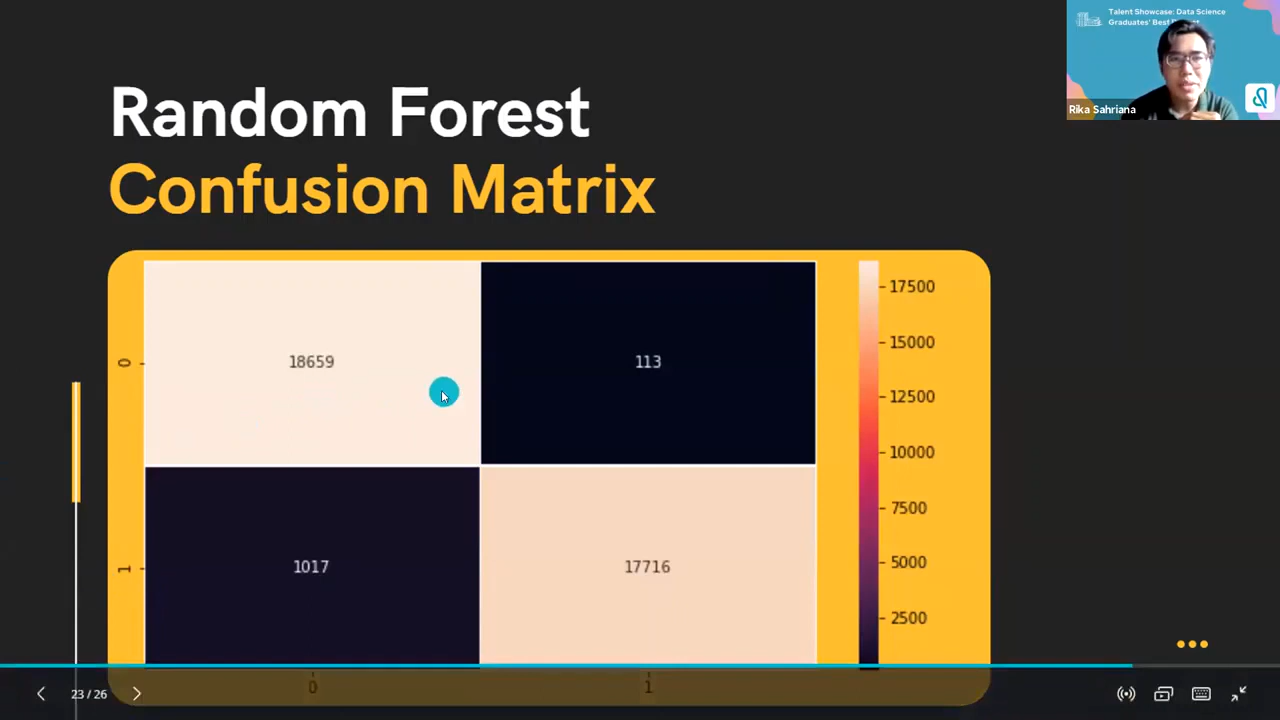 Talent Showcase: Data Science
Graduates' Best
Rika Sahriana
Random Forest
Confusion Matrix
0
18659
113
1
1017
17716
0
1
17500
15000
12500
10000
7500
5000
2500
23 / 26